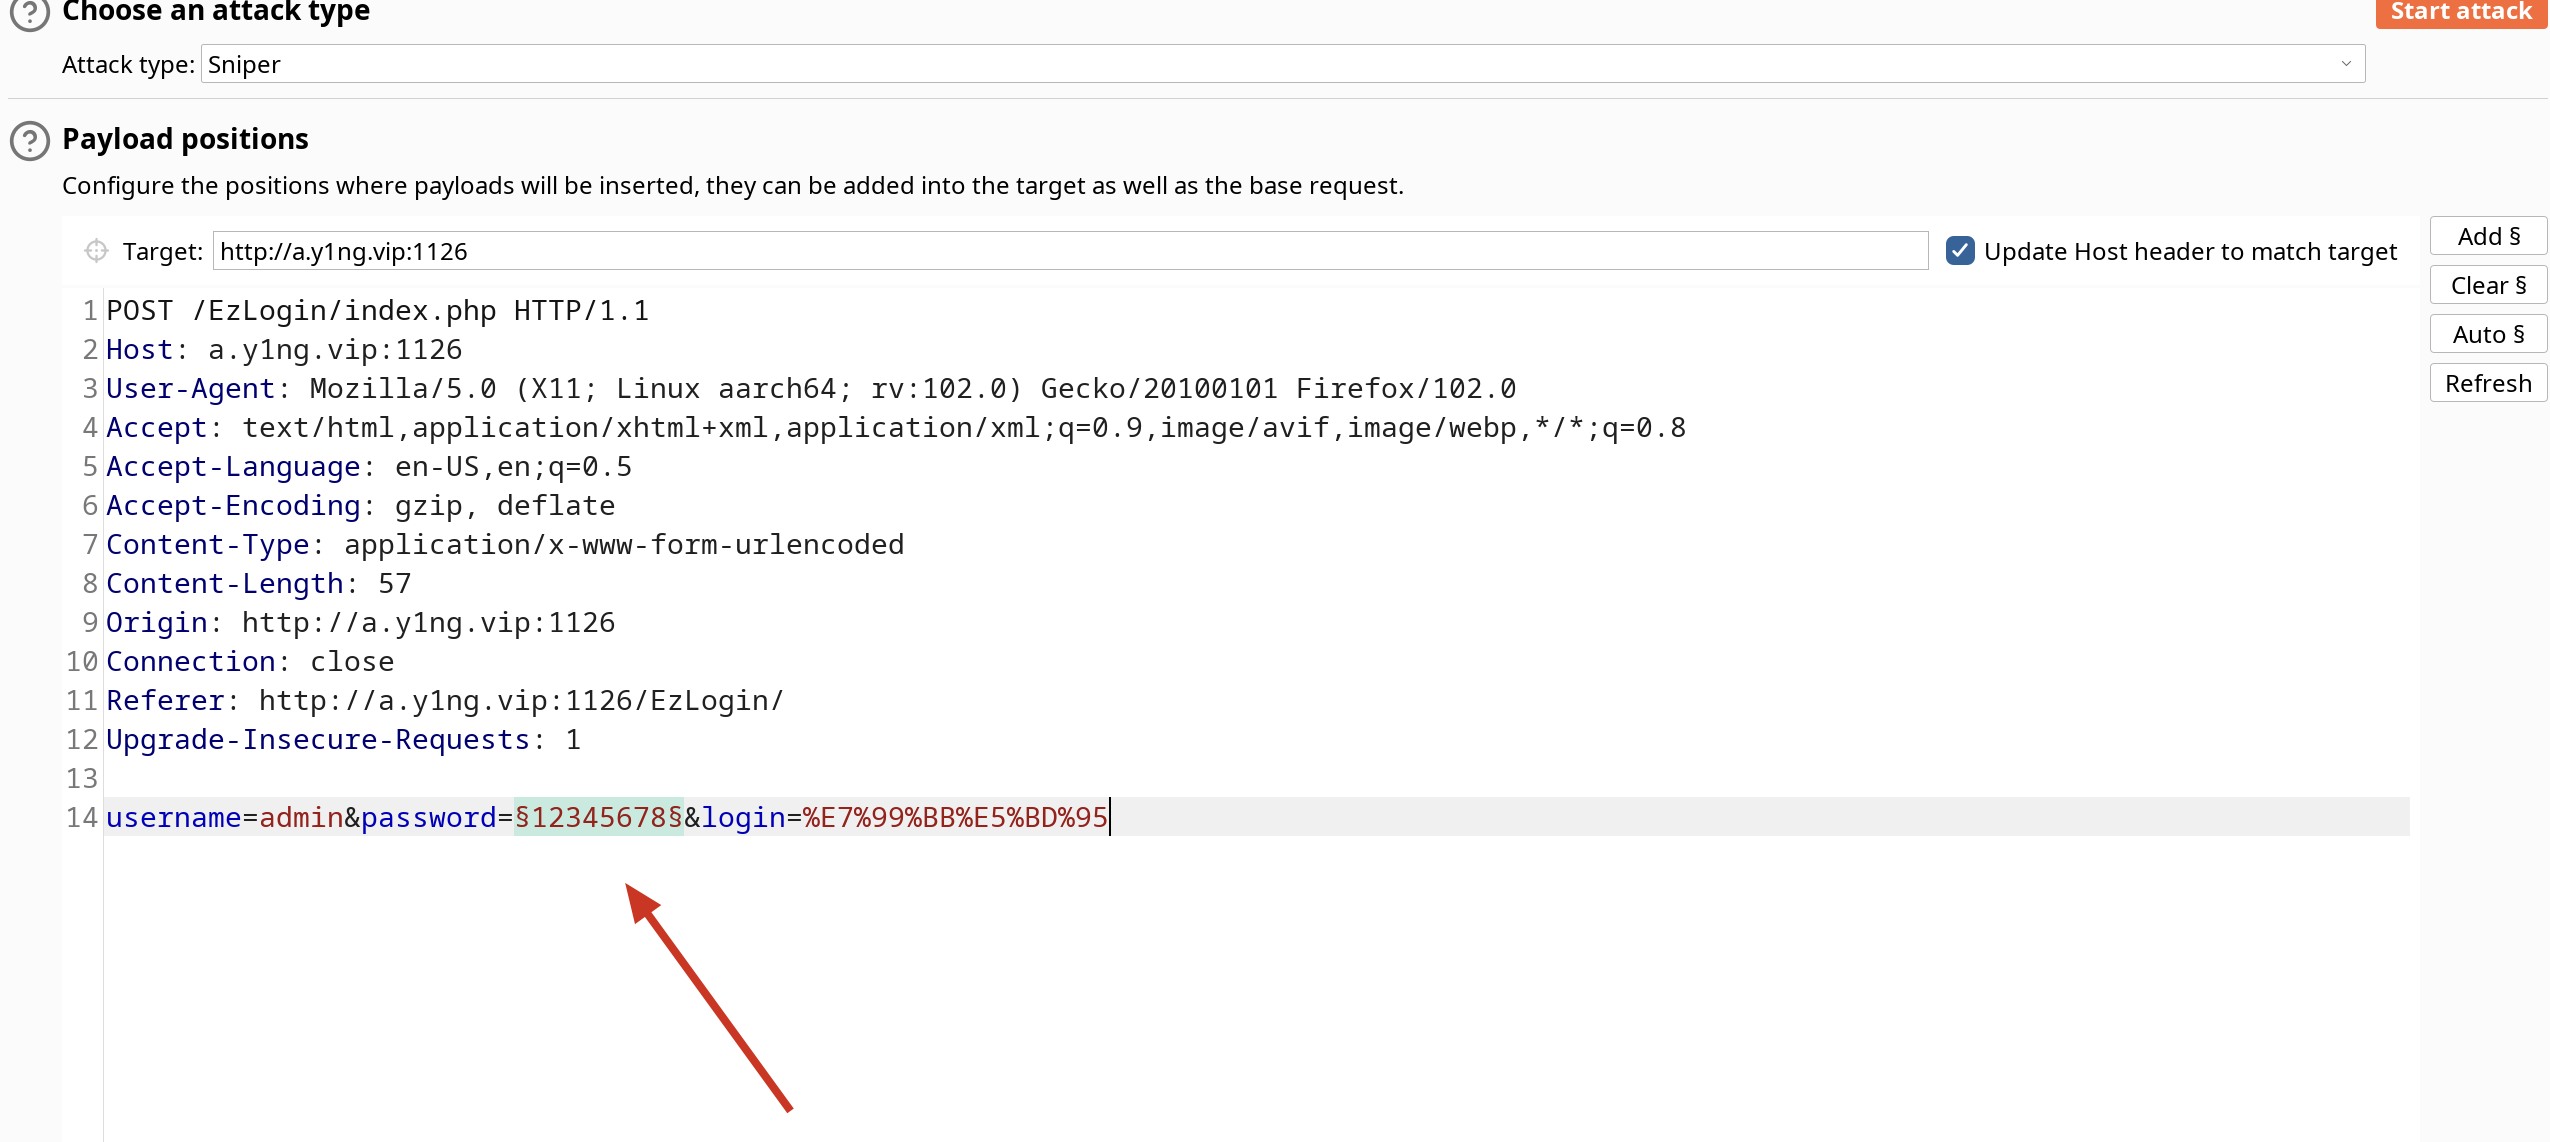 Choose an attack type
Start attack
Attack type: Sniper
Payload positions
Configure the positions where payloads will be inserted, they can be added into the target as well as the base request.
Target: http://a.y1ng.vip:1126
Update Host header to match target
Add §
Clear §
Auto §
Refresh
1 POST /EzLogin/index.php HTTP/1.1
2 Host: a.y1ng.vip:1126
3 User-Agent: Mozilla/5.0 (X11; Linux aarch64; rv:102.0) Gecko/20100101 Firefox/102.0
4 Accept: text/html,application/xhtml+xml,application/xml;q=0.9,image/avif,image/webp,*/*;q=0.8
5 Accept-Language: en-US,en;q=0.5
6 Accept-Encoding: gzip, deflate
7 Content-Type: application/x-www-form-urlencoded
8 Content-Length: 57
9 Origin: http://a.y1ng.vip:1126
10 Connection: close
11 Referer: http://a.y1ng.vip:1126/EzLogin/
12 Upgrade-Insecure-Requests: 1
13
14 username=admin&password=§12345678§&login=%E7%99%BB%E5%BD%95